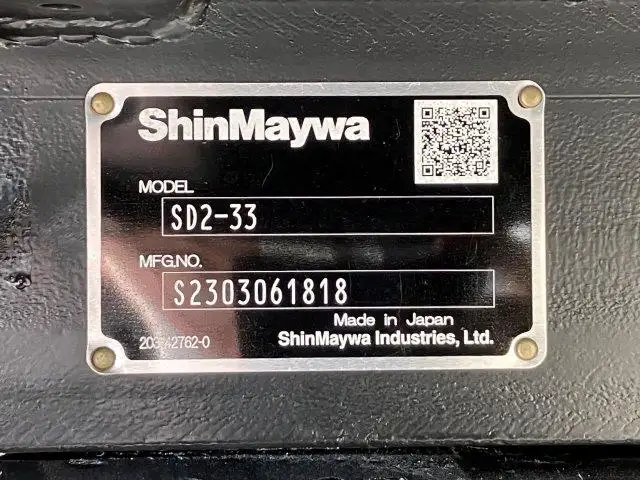 ShinMaywa
MODEL
SD2-33
MFG.NO.
S2303061818
Made in Japan
203-42762-0
ShinMaywa Industries, Ltd.